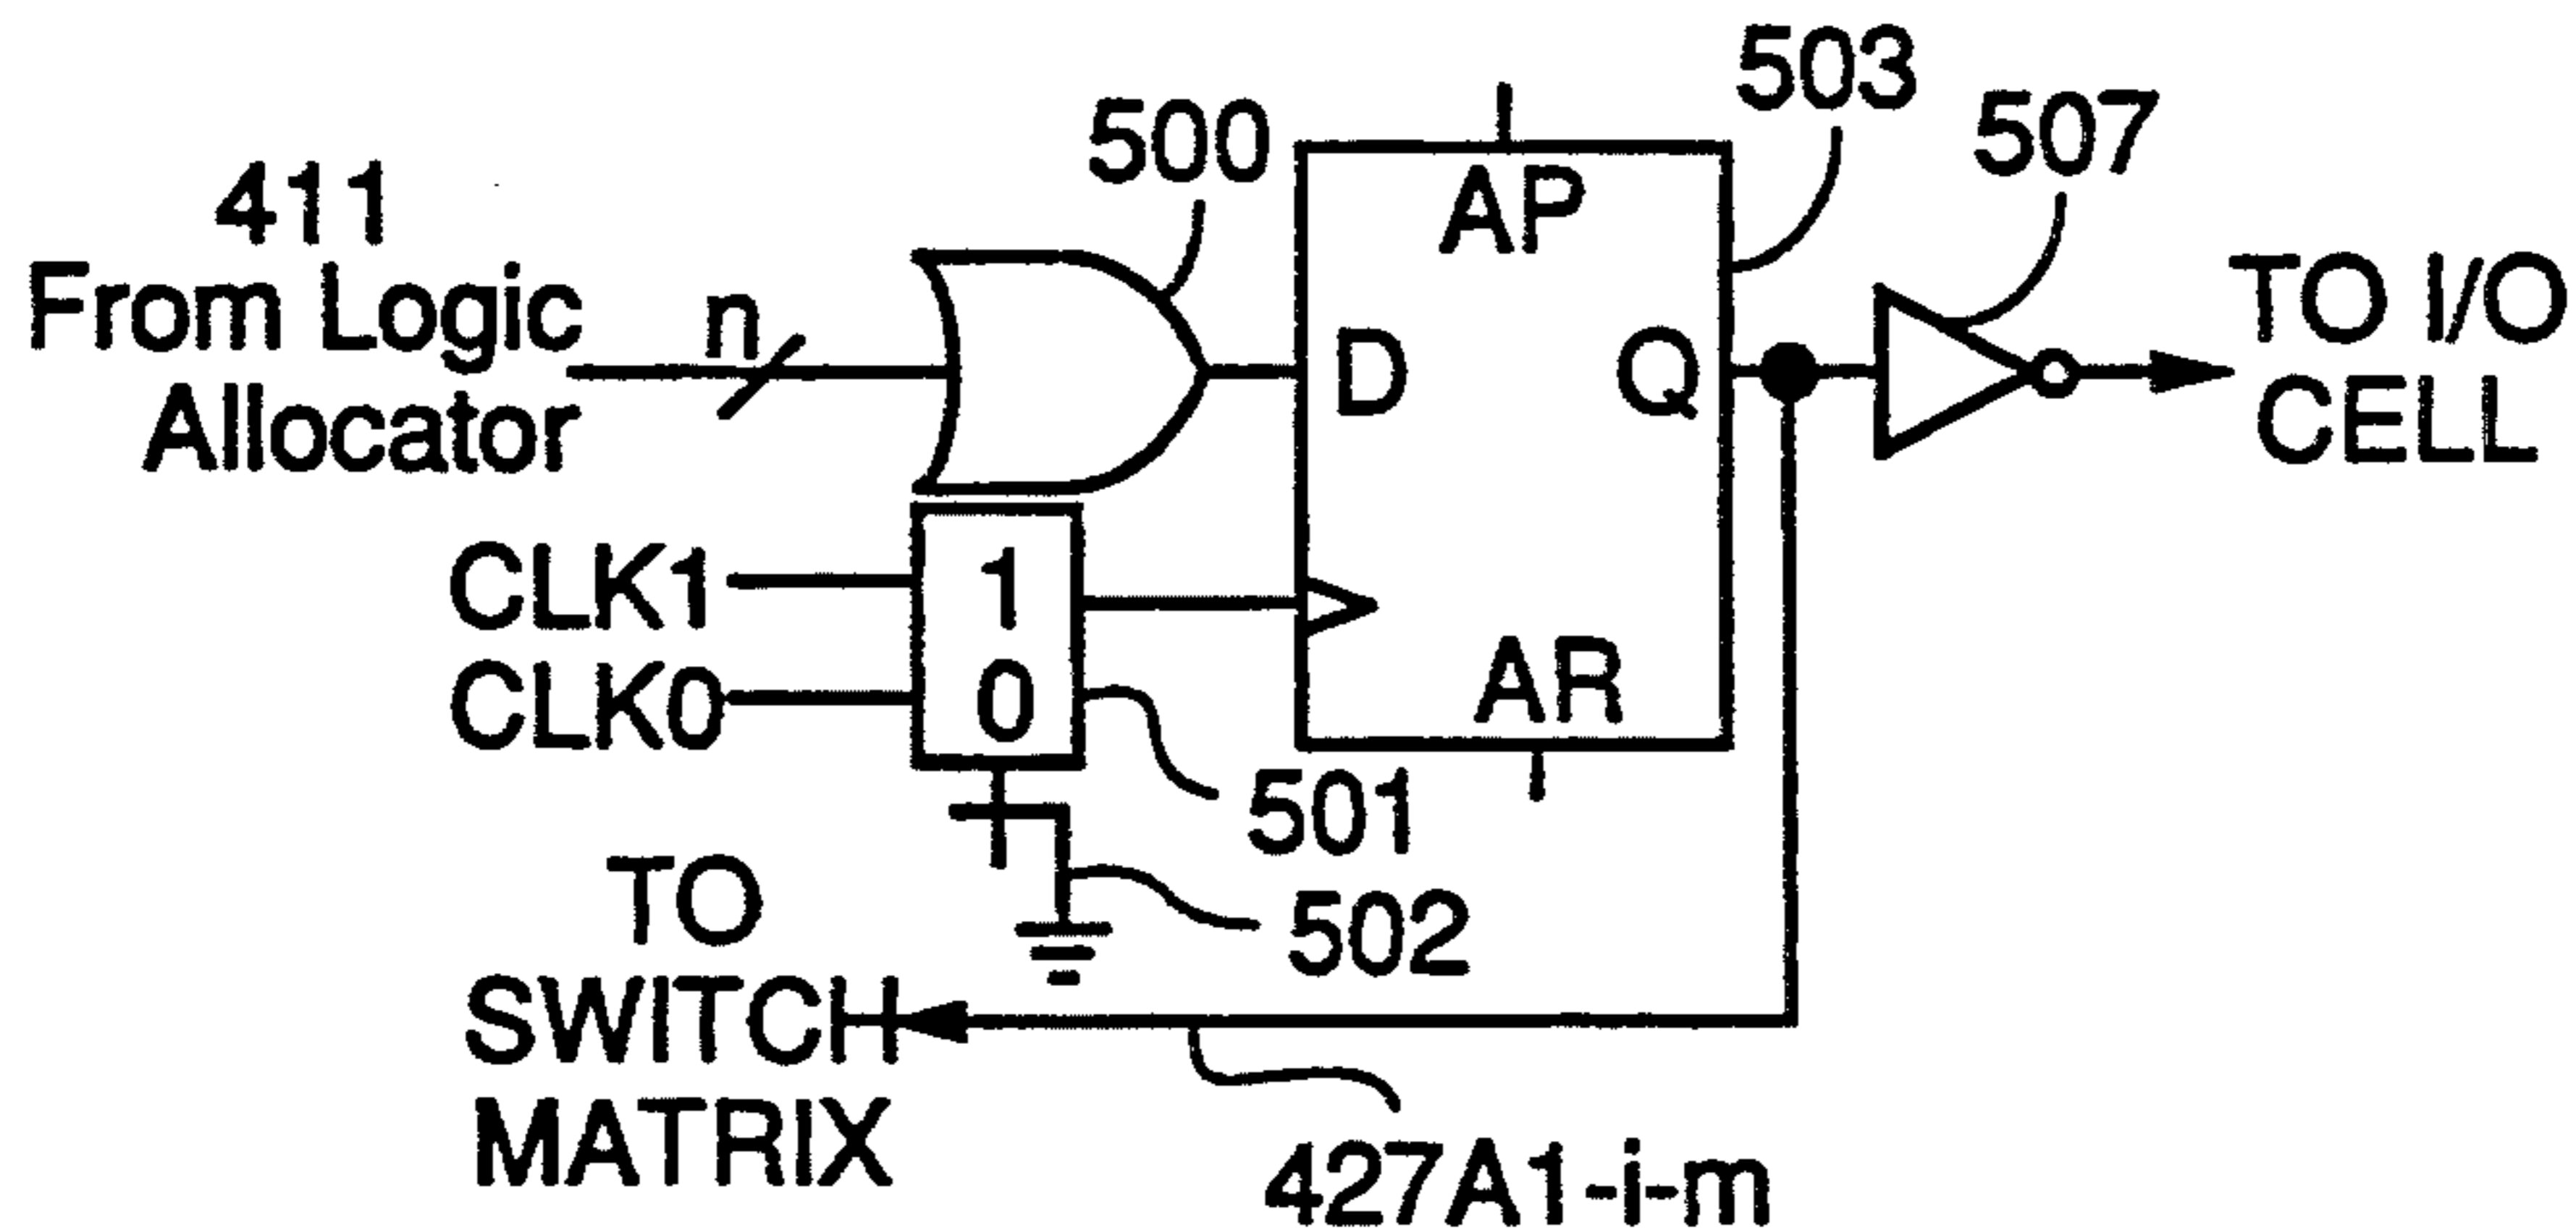 411
From Logic
Allocator
n
500
AP
503
507
D
Q
TO I/O
CELL
CLK1
CLK0
1
0
AR
501
502
TO
SWITCH
MATRIX
427A1-i-m